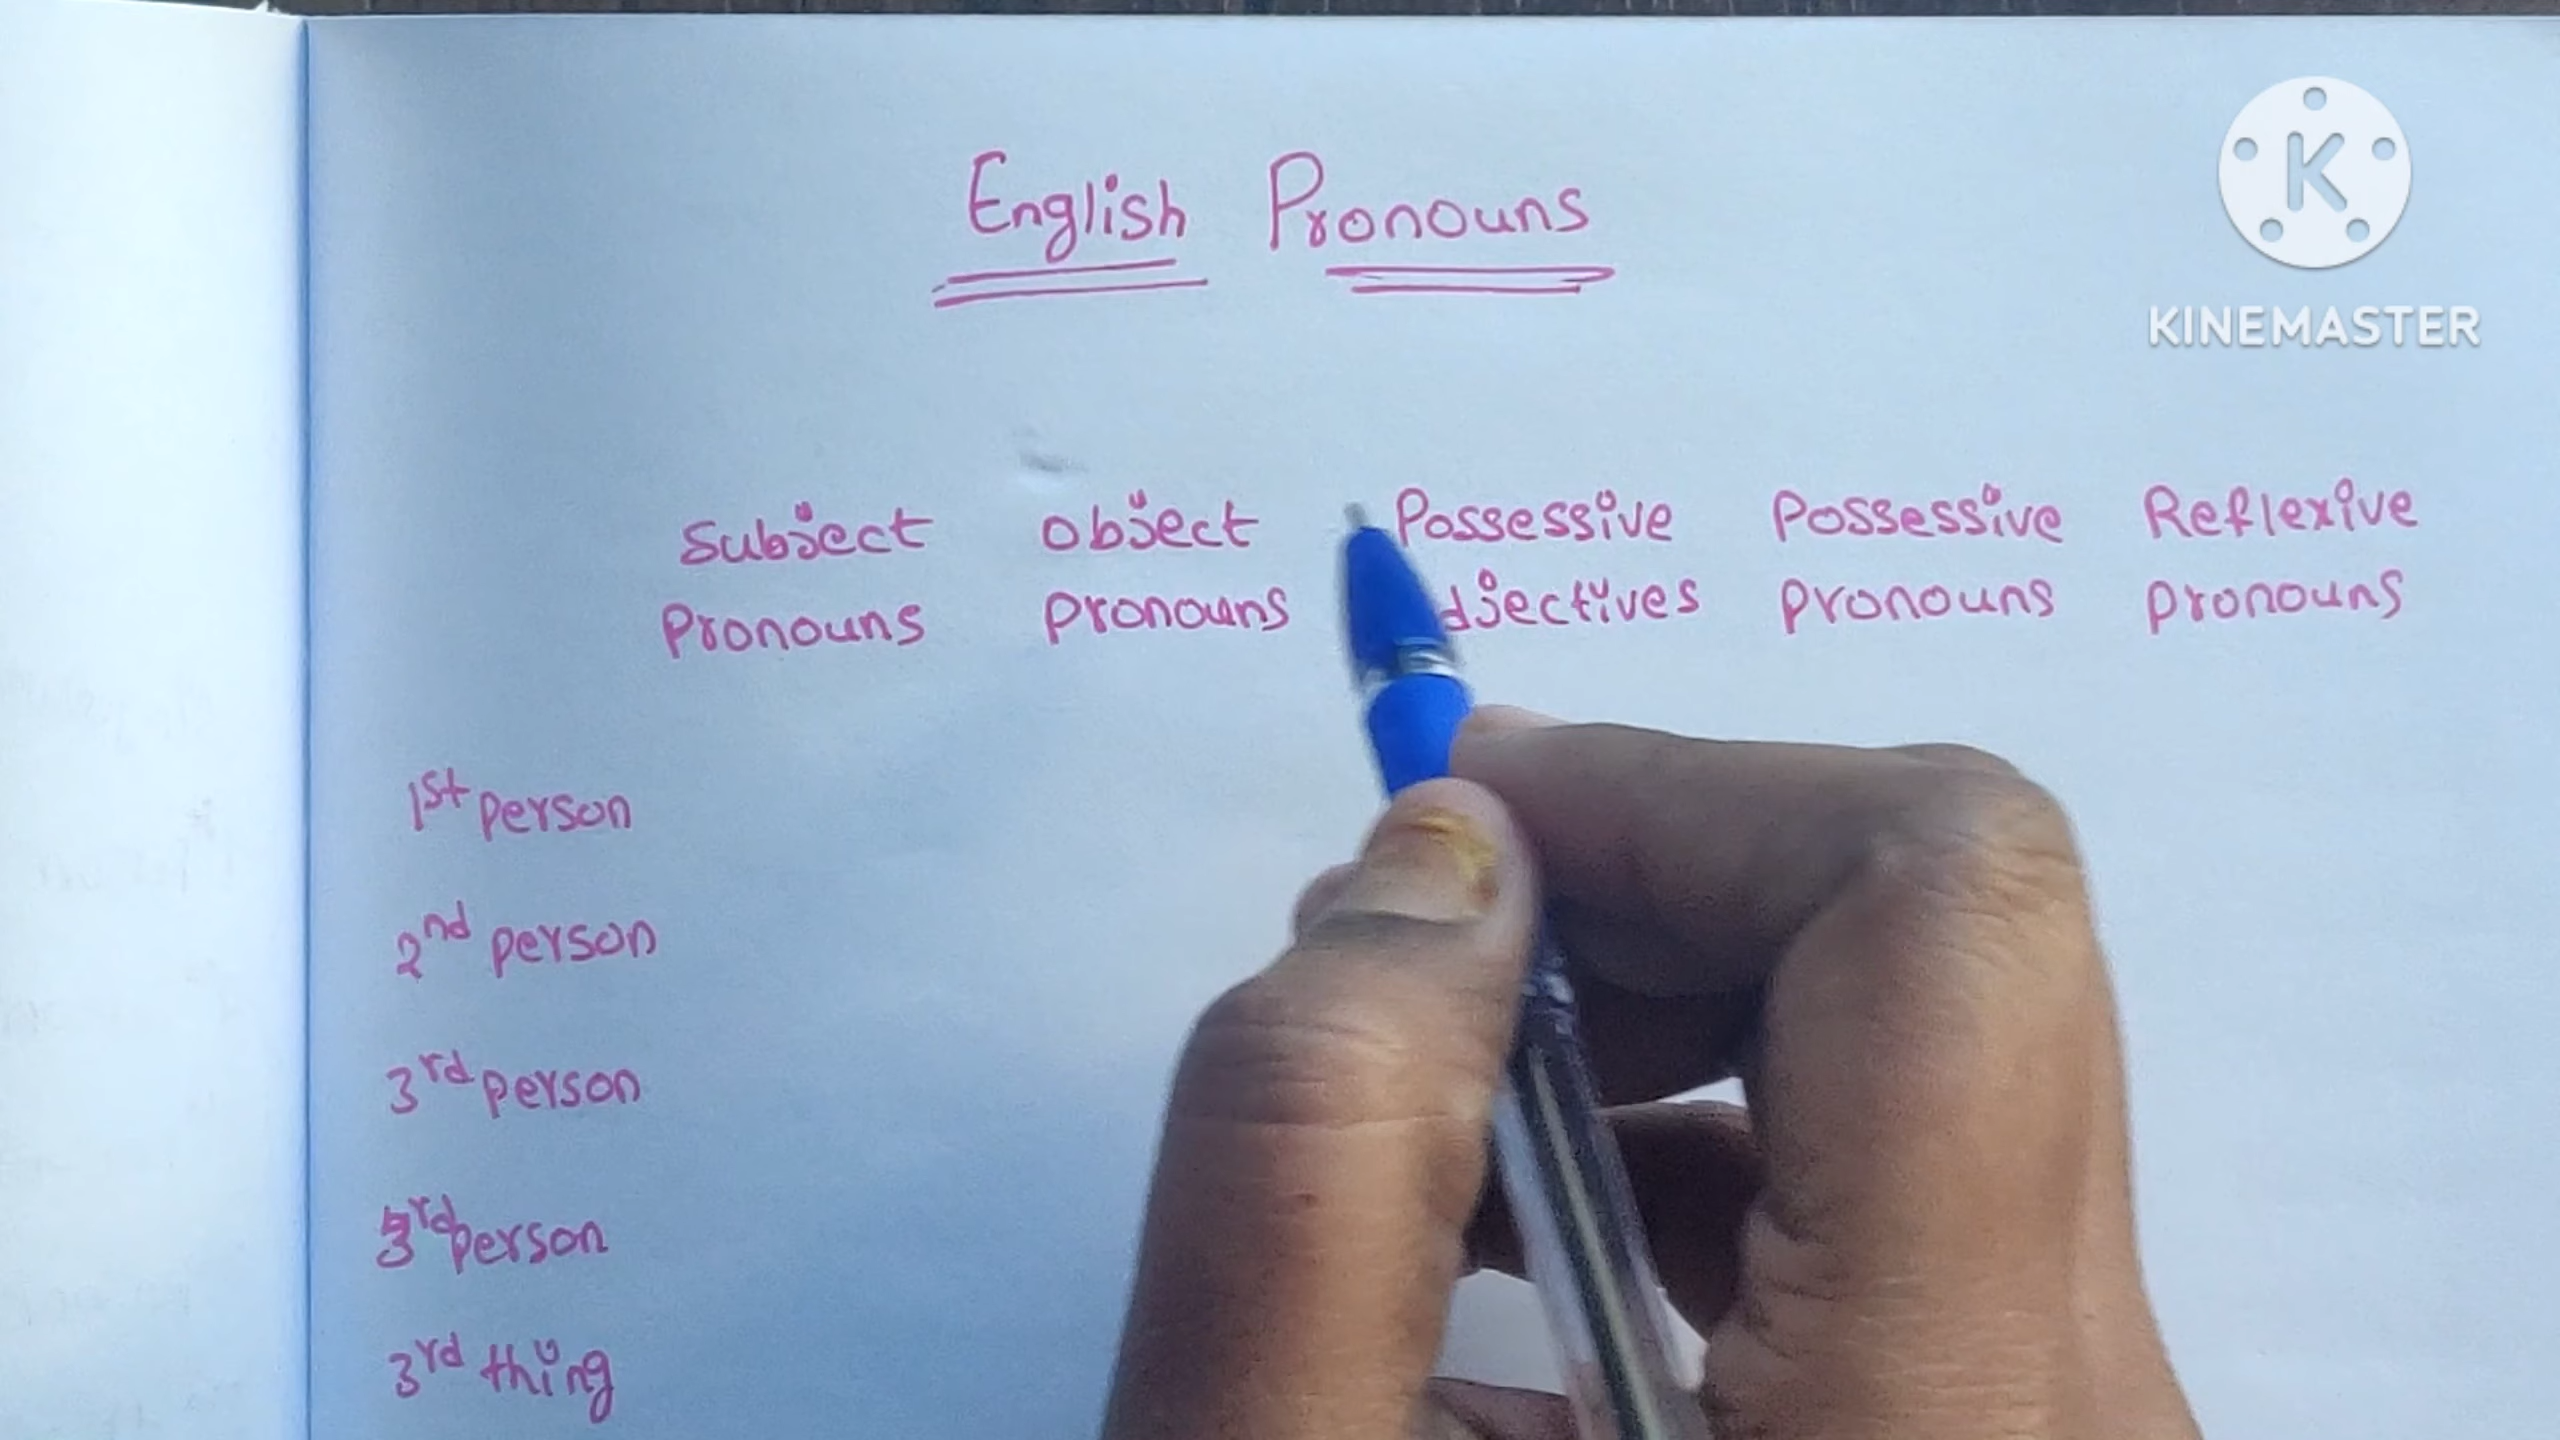 English Pronouns
K
KINEMASTER
Subject Object Possessive Possessive Reflexive
Pronouns Pronouns djectives Pronouns Pronouns
1st person
2nd person
3rd person
3rd person
3rd thing